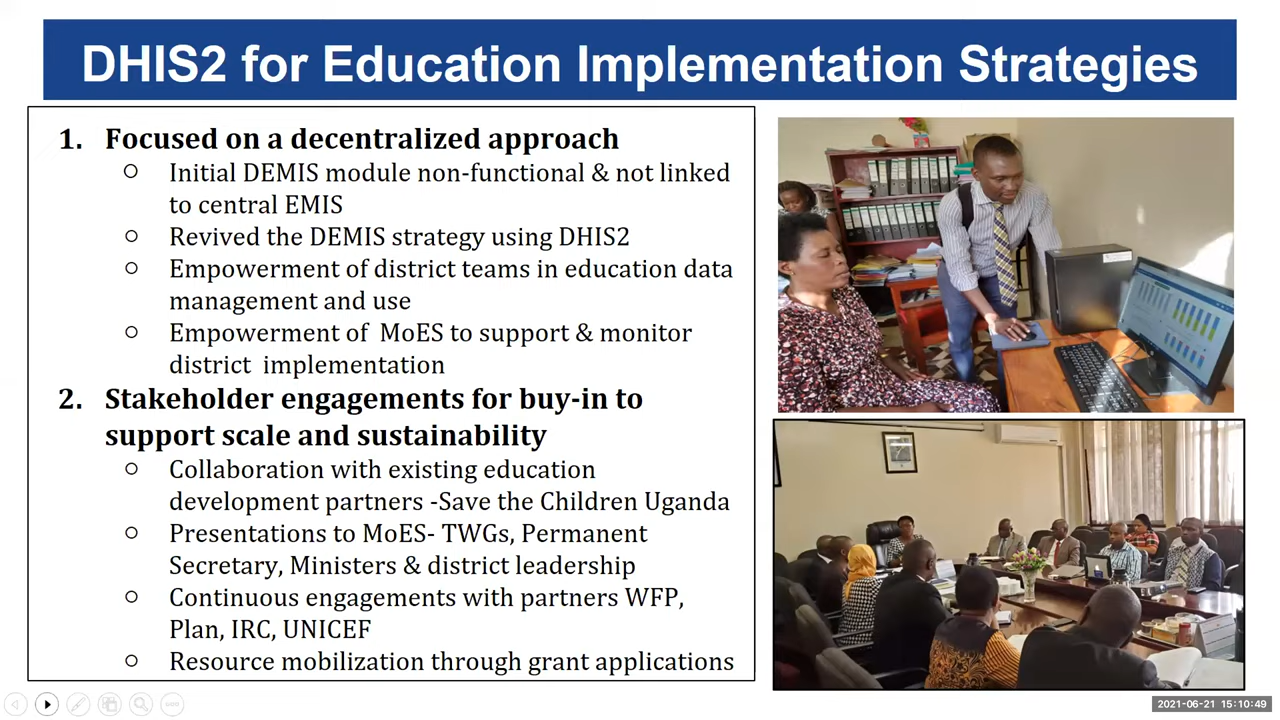 DHIS2 for Education Implementation Strategies
1. Focused on a decentralized approach
○ Initial DEMIS module non-functional & not linked
to central EMIS
○ Revived the DEMIS strategy using DHIS2
○ Empowerment of district teams in education data
management and use
○ Empowerment of  MoES to support & monitor
district  implementation
2. Stakeholder engagements for buy-in to
support scale and sustainability
○ Collaboration with existing education
development partners -Save the Children Uganda
○ Presentations to MoES- TWGs, Permanent
Secretary, Ministers & district leadership
○ Continuous engagements with partners WFP,
Plan, IRC, UNICEF
○ Resource mobilization through grant applications
2021-06-21 15:10:49